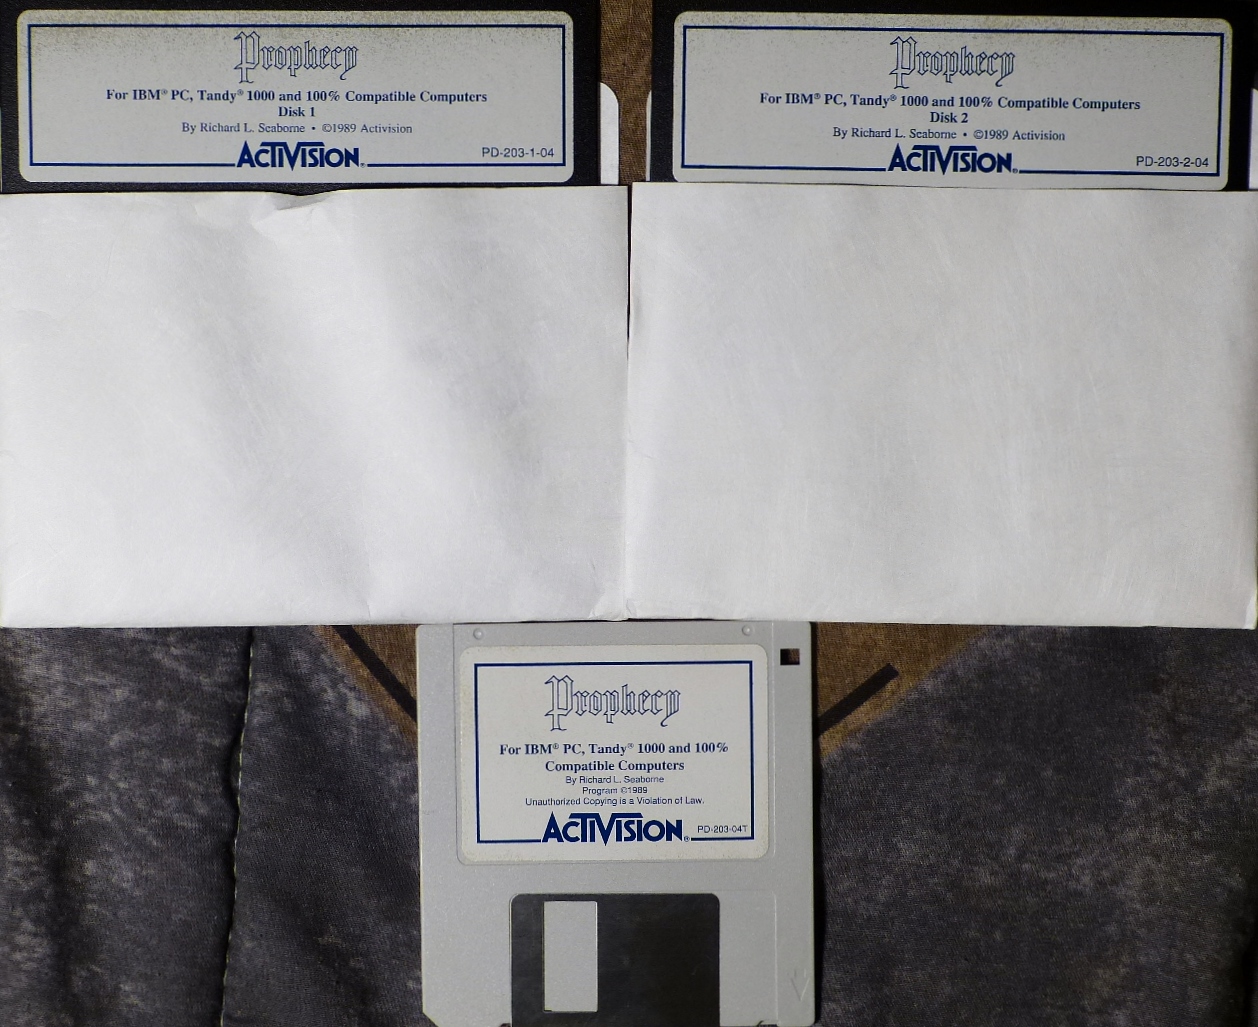 Prophecy
For IBM® PC, Tandy® 1000 and 100% Compatible Computers
Disk 1
By Richard L. Seaborne • ©1989 Activision
ACTIVISION®
PD-203-1-04
Prophecy
For IBM® PC, Tandy® 1000 and 100% Compatible Computers
Disk 2
By Richard L. Seaborne • ©1989 Activision
ACTIVISION®
PD-203-2-04
Prophecy
For IBM® PC, Tandy® 1000 and 100%
Compatible Computers
By Richard L. Seaborne
Program ©1989
Unauthorized Copying is a Violation of Law.
ACTIVISION®
PD-203-04T